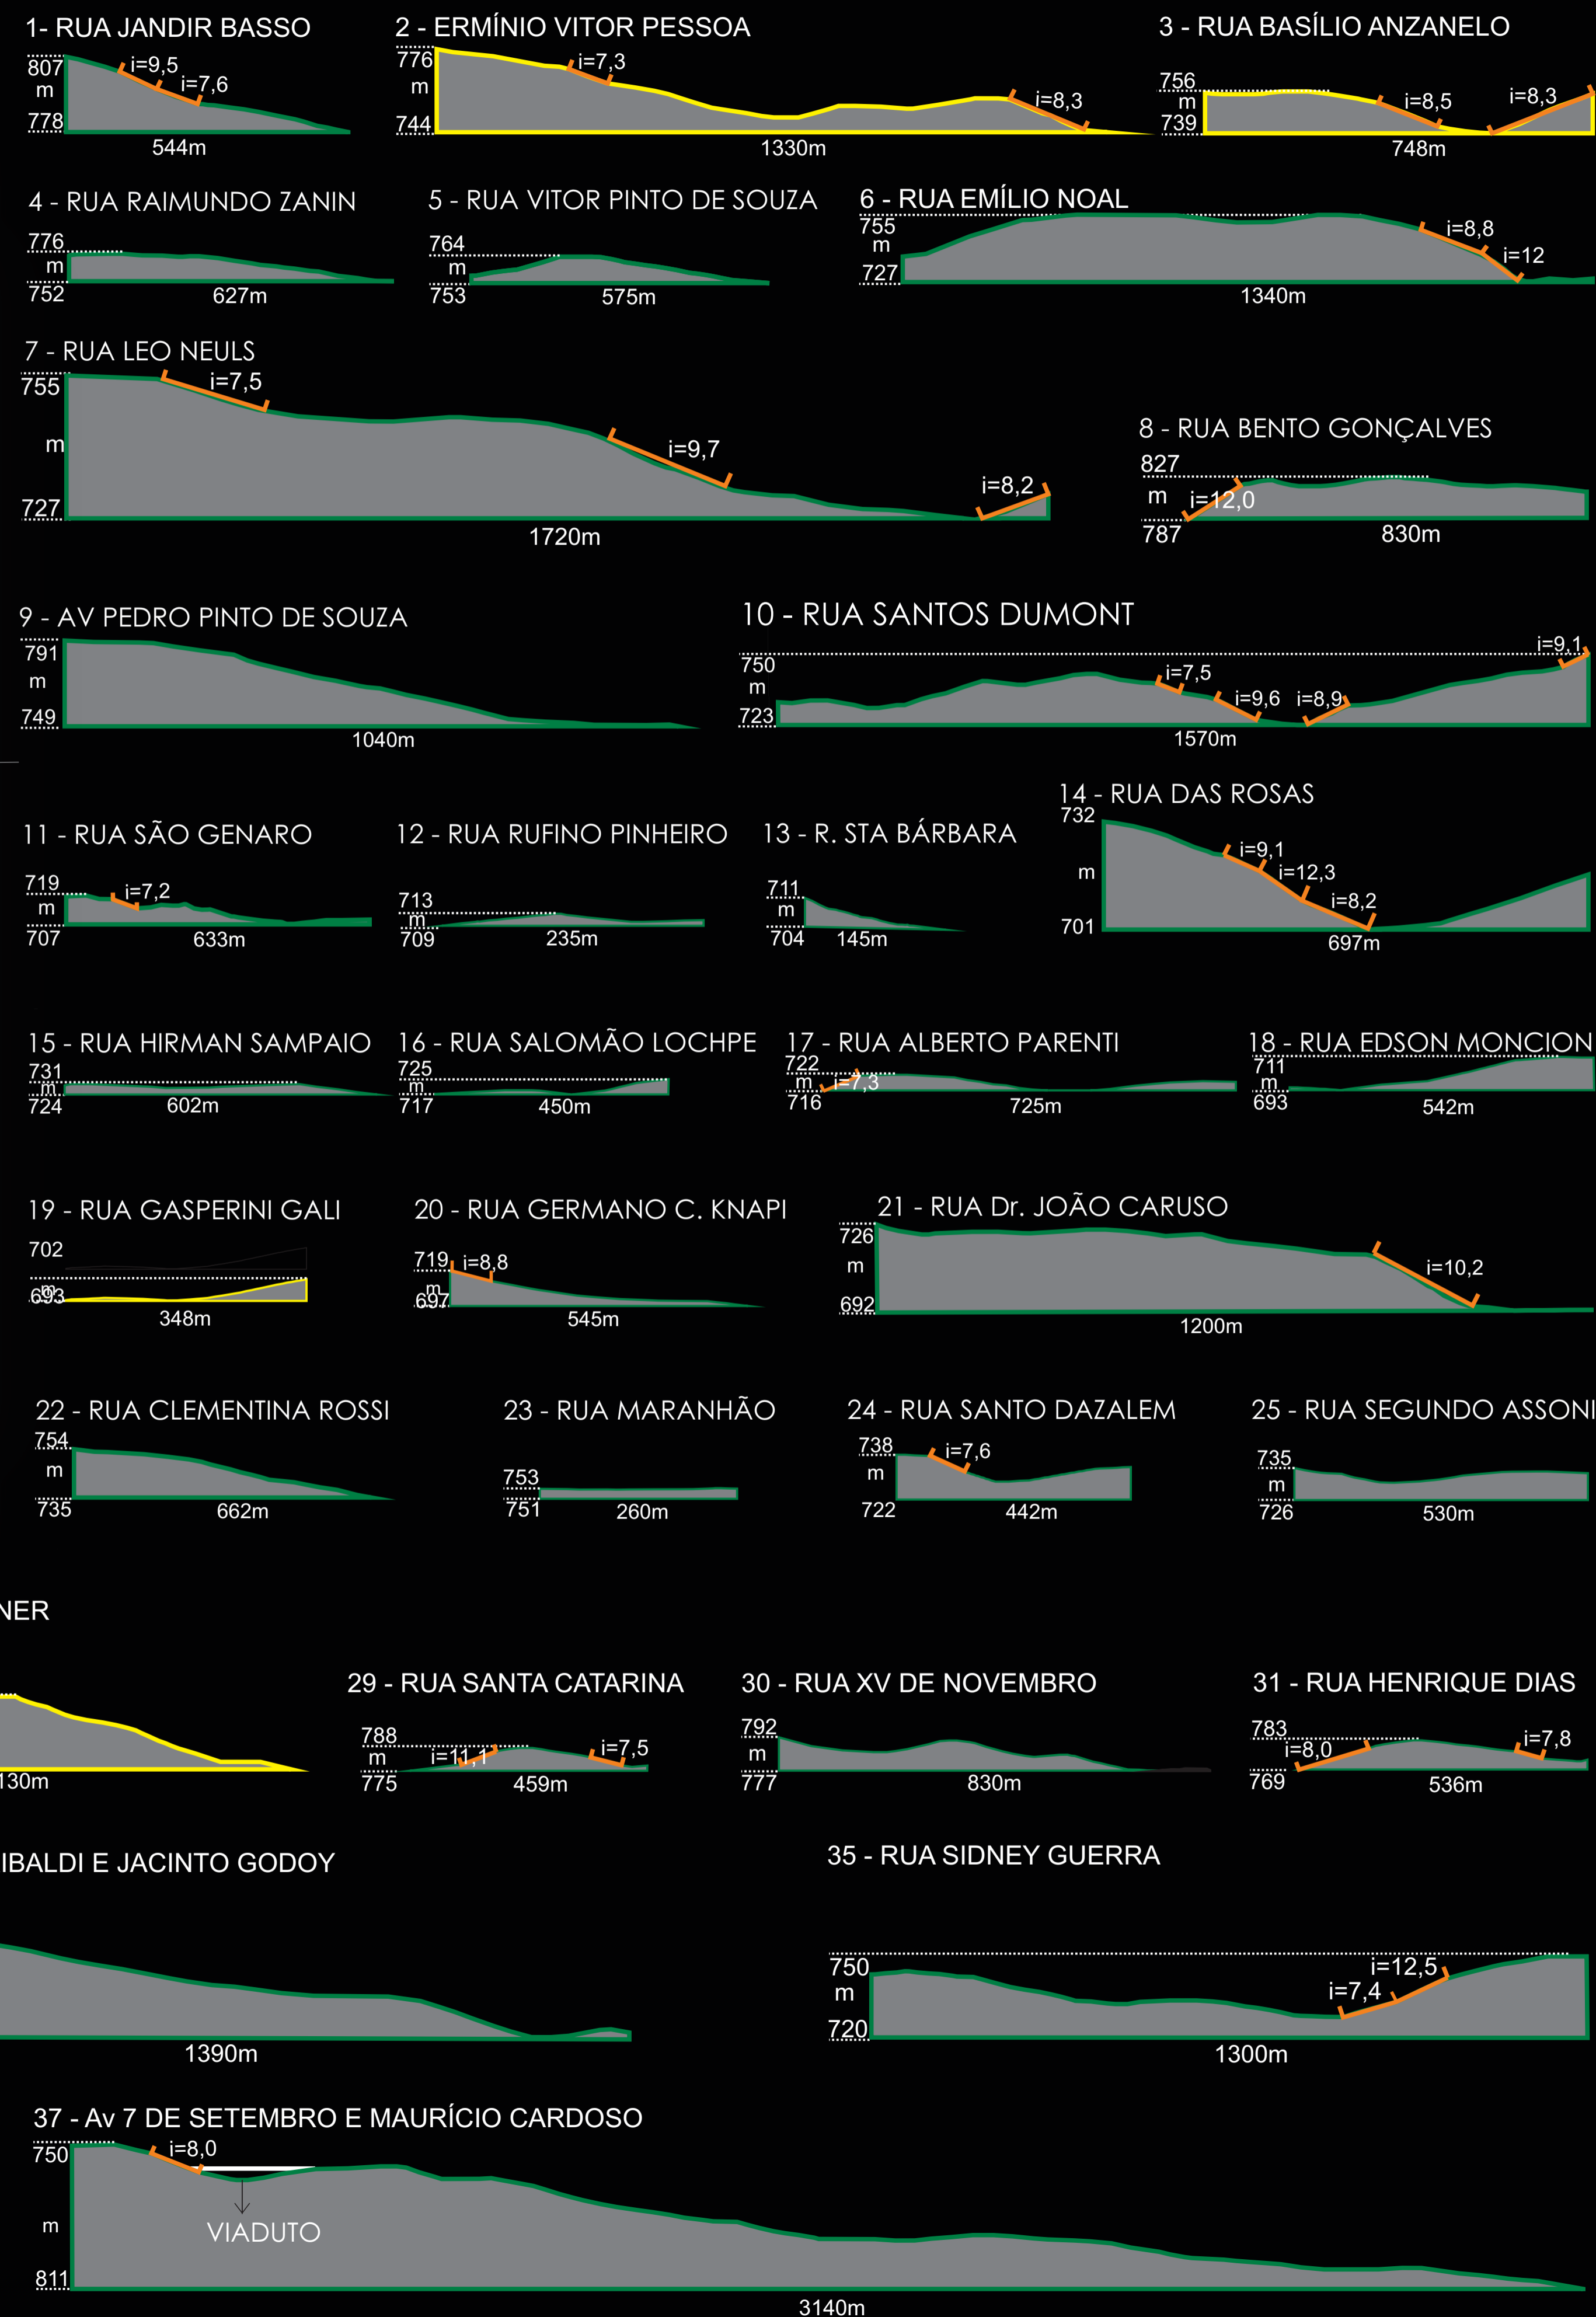 1- RUA JANDIR BASSO
807
m
778
i=9,5
i=7,6
544m
2 - ERMÍNIO VITOR PESSOA
776
m
744
i=7,3
i=8,3
1330m
3 - RUA BASÍLIO ANZANELO
756
m
739
i=8,5
i=8,3
748m
4 - RUA RAIMUNDO ZANIN
776
m
752
627m
5 - RUA VITOR PINTO DE SOUZA
764
m
753
575m
6 - RUA EMÍLIO NOAL
755
m
727
i=8,8
i=12
1340m
7 - RUA LEO NEULS
755
m
727
i=7,5
i=9,7
i=8,2
1720m
8 - RUA BENTO GONÇALVES
827
m
787
i=12,0
830m
9 - AV PEDRO PINTO DE SOUZA
791
m
749
1040m
10 - RUA SANTOS DUMONT
750
m
723
i=7,5
i=9,6
i=8,9
i=9,1
1570m
11 - RUA SÃO GENARO
719
m
707
i=7,2
633m
12 - RUA RUFINO PINHEIRO
713
m
709
235m
13 - R. STA BÁRBARA
711
m
704
145m
14 - RUA DAS ROSAS
732
m
701
i=9,1
i=12,3
i=8,2
697m
15 - RUA HIRMAN SAMPAIO
731
m
724
602m
16 - RUA SALOMÃO LOCHPE
725
m
717
450m
17 - RUA ALBERTO PARENTI
722
m
716
i=7,3
725m
18 - RUA EDSON MONCION
711
m
693
542m
19 - RUA GASPERINI GALI
702
m
693
348m
20 - RUA GERMANO C. KNAPI
719
m
697
i=8,8
545m
21 - RUA Dr. JOÃO CARUSO
726
m
692
i=10,2
1200m
22 - RUA CLEMENTINA ROSSI
754
m
735
662m
23 - RUA MARANHÃO
753
751
260m
24 - RUA SANTO DAZALEM
738
m
722
i=7,6
442m
25 - RUA SEGUNDO ASSONI
735
m
726
530m
NER
130m
29 - RUA SANTA CATARINA
788
m
775
i=11,1
i=7,5
459m
30 - RUA XV DE NOVEMBRO
792
m
777
830m
31 - RUA HENRIQUE DIAS
783
769
i=8,0
i=7,8
536m
IBALDI E JACINTO GODOY
1390m
35 - RUA SIDNEY GUERRA
750
m
720
i=12,5
i=7,4
1300m
37 - Av 7 DE SETEMBRO E MAURÍCIO CARDOSO
750
m
811
i=8,0
VIADUTO
3140m